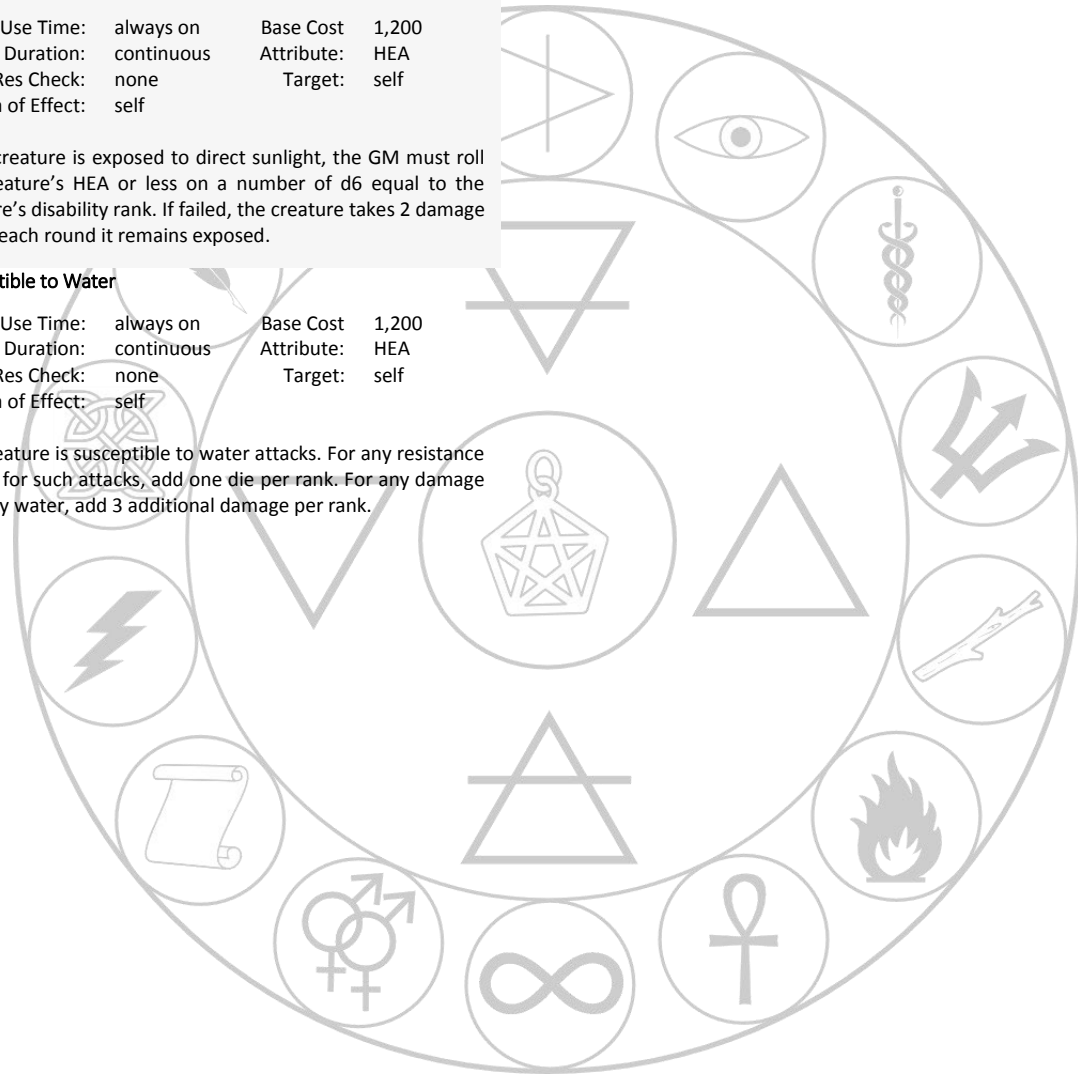 Use Time: always on Base Cost 1,200
Duration: continuous Attribute: HEA
Res Check: none Target: self
of Effect: self
creature is exposed to direct sunlight, the GM must roll
eature's HEA or less on a number of d6 equal to the
re's disability rank. If failed, the creature takes 2 damage
each round it remains exposed.
tible to Water
Use Time: always on Base Cost 1,200
Duration: continuous Attribute: HEA
Res Check: none Target: self
of Effect: self
eature is susceptible to water attacks. For any resistance
for such attacks, add one die per rank. For any damage
y water, add 3 additional damage per rank.